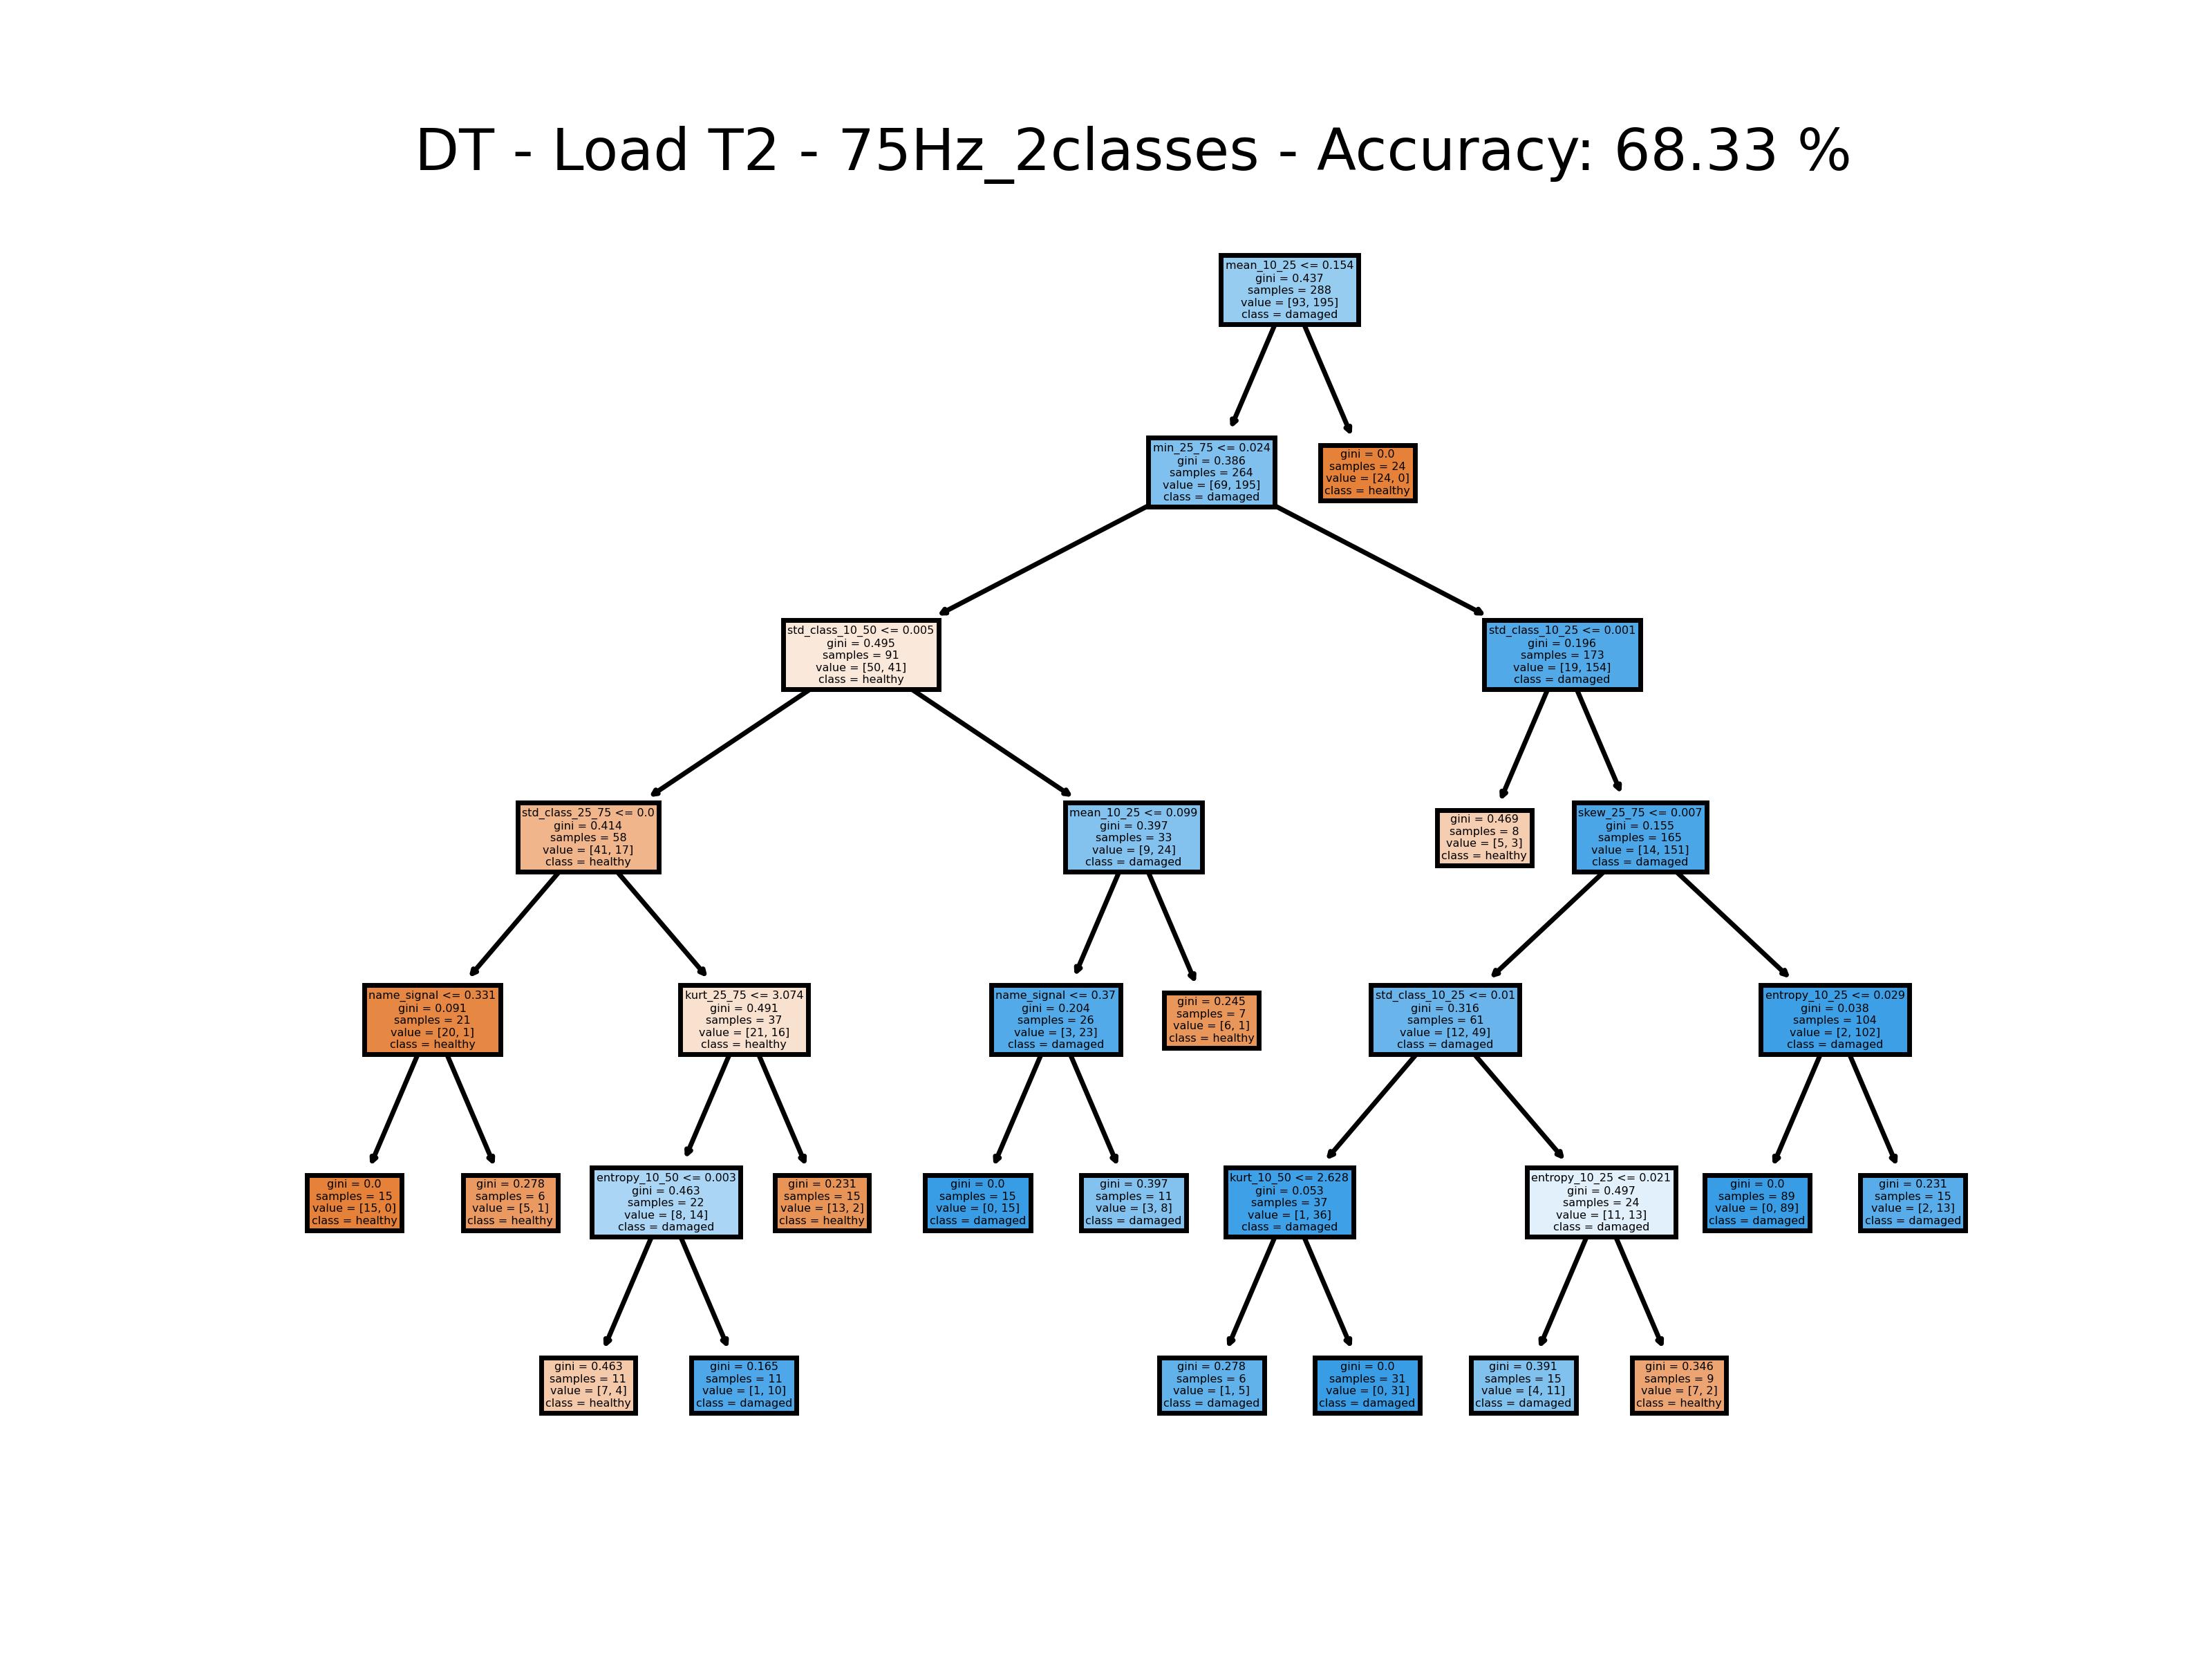 DT - Load T2 - 75Hz_2classes - Accuracy: 68.33 %
mean_10_25 <= 0.154
gini = 0.437
samples = 288
value = [93, 195]
class = damaged
min_25_75 <= 0.024
gini = 0.386
samples = 264
value = [69, 195]
class = damaged
gini = 0.0
samples = 24
value = [24, 0]
class = healthy
std_class_10_50 <= 0.005
gini = 0.495
samples = 91
value = [50, 41]
class = healthy
std_class_10_25 <= 0.001
gini = 0.196
samples = 173
value = [19, 154]
class = damaged
std_class_25_75 <= 0.0
gini = 0.414
samples = 58
value = [41, 17]
class = healthy
mean_10_25 <= 0.099
gini = 0.397
samples = 33
value = [9, 24]
class = damaged
gini = 0.469
samples = 8
value = [5, 3]
class = healthy
skew_25_75 <= 0.007
gini = 0.155
samples = 165
value = [14, 151]
class = damaged
name_signal <= 0.331
gini = 0.091
samples = 21
value = [20, 1]
class = healthy
kurt_25_75 <= 3.074
gini = 0.491
samples = 37
value = [21, 16]
class = healthy
name_signal <= 0.37
gini = 0.204
samples = 26
value = [3, 23]
class = damaged
gini = 0.245
samples = 7
value = [6, 1]
class = healthy
std_class_10_25 <= 0.01
gini = 0.316
samples = 61
value = [12, 49]
class = damaged
entropy_10_25 <= 0.029
gini = 0.038
samples = 104
value = [2, 102]
class = damaged
gini = 0.0
samples = 15
value = [15, 0]
class = healthy
gini = 0.278
samples = 6
value = [5, 1]
class = healthy
entropy_10_50 <= 0.003
gini = 0.463
samples = 22
value = [8, 14]
class = damaged
gini = 0.231
samples = 15
value = [13, 2]
class = healthy
gini = 0.0
samples = 15
value = [0, 15]
class = damaged
gini = 0.397
samples = 11
value = [3, 8]
class = damaged
kurt_10_50 <= 2.628
gini = 0.053
samples = 37
value = [1, 36]
class = damaged
entropy_10_25 <= 0.021
gini = 0.497
samples = 24
value = [11, 13]
class = damaged
gini = 0.0
samples = 89
value = [0, 89]
class = damaged
gini = 0.231
samples = 15
value = [2, 13]
class = damaged
gini = 0.463
samples = 11
value = [7, 4]
class = healthy
gini = 0.165
samples = 11
value = [1, 10]
class = damaged
gini = 0.278
samples = 6
value = [1, 5]
class = damaged
gini = 0.0
samples = 31
value = [0, 31]
class = damaged
gini = 0.391
samples = 15
value = [4, 11]
class = damaged
gini = 0.346
samples = 9
value = [7, 2]
class = healthy